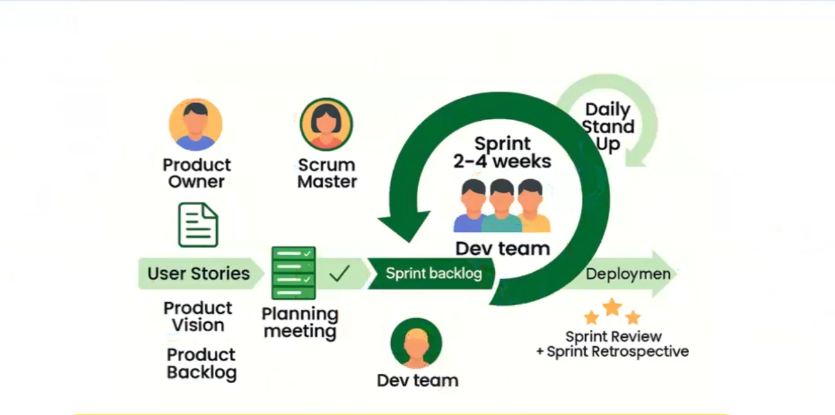 Product
Owner
Scrum
Master
Sprint
2-4 weeks
Daily
Stand
Up
Dev team
User Stories
Sprint backlog
Deploymen
Product
Vision
Planning
meeting
Product
Backlog
Dev team
Sprint Review
+ Sprint Retrospective